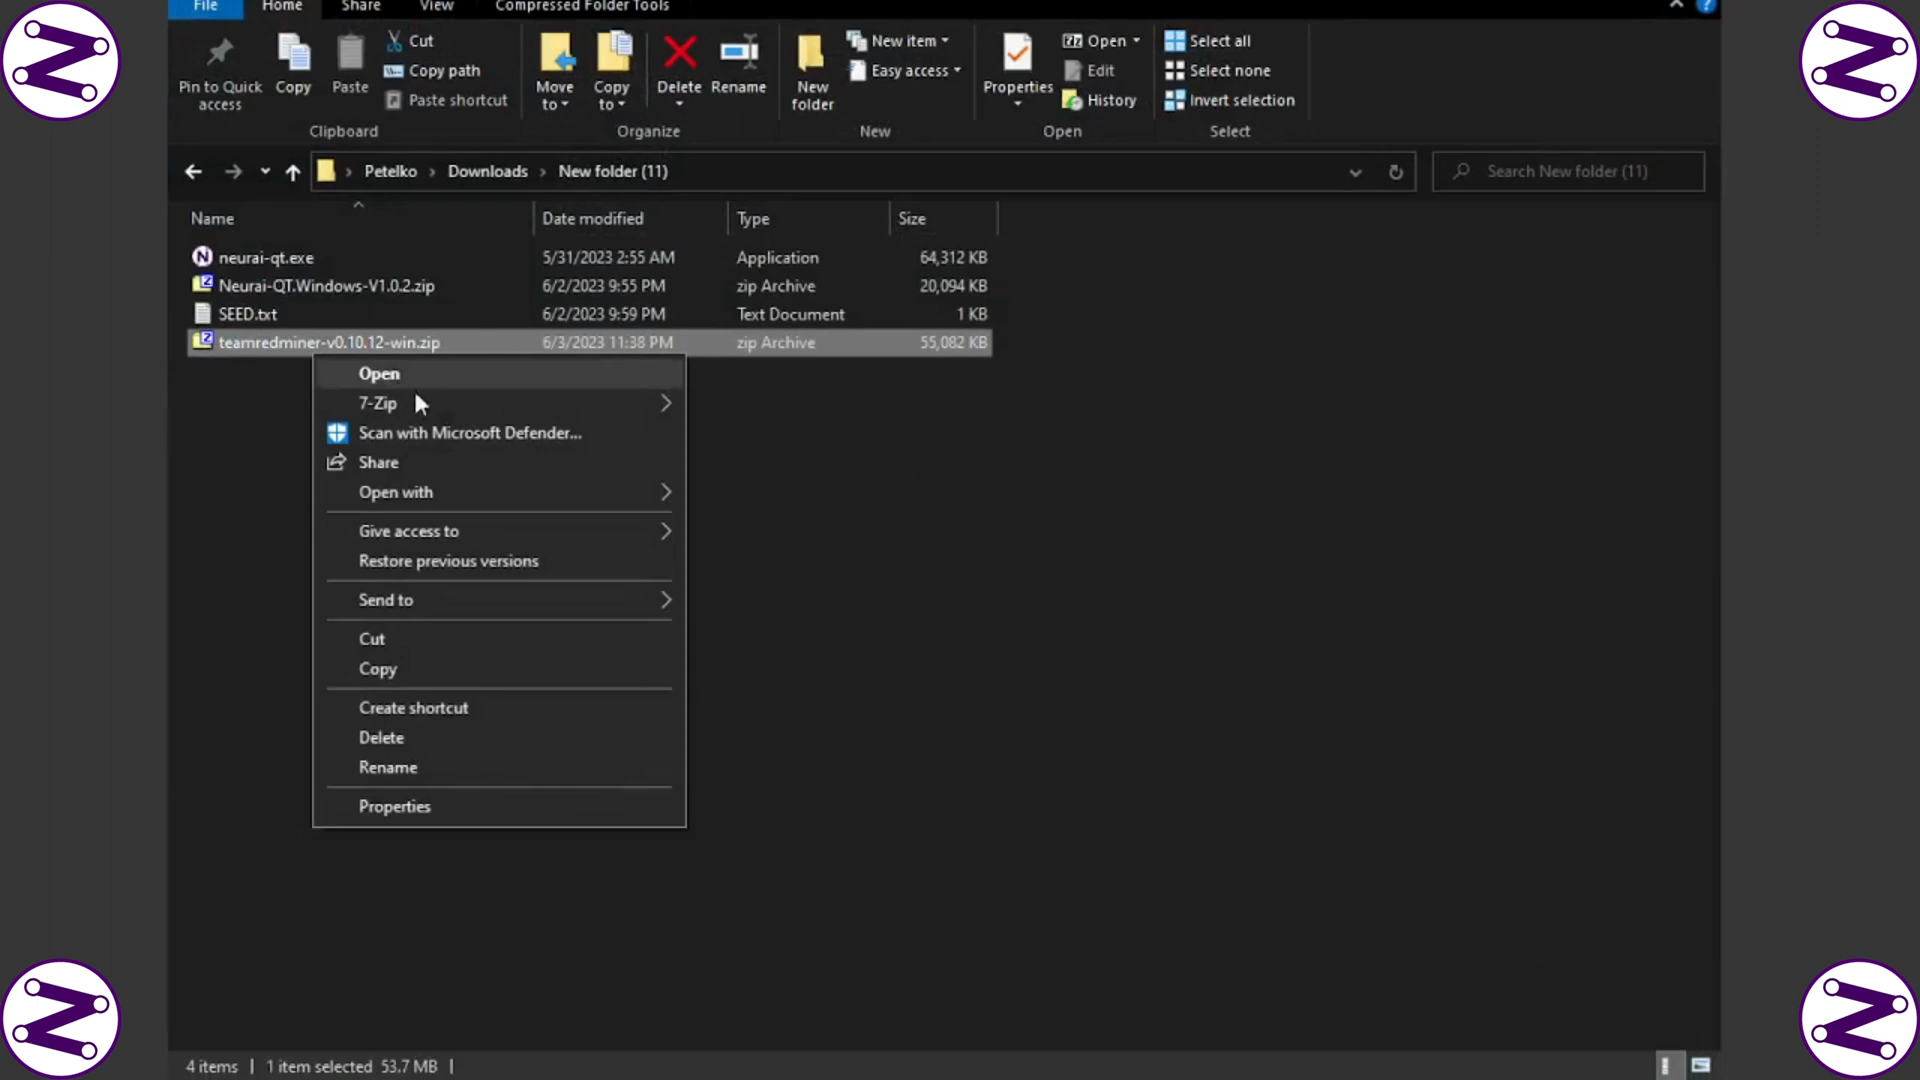 File Home Share View Compressed Folder Tools
Pin to Quick access
Copy
Paste
Cut
Copy path
Paste shortcut
Clipboard
Move to
Copy to
Delete
Rename
Organize
New folder
New item
Easy access
New
Properties
Open
Edit
History
Open
Select all
Select none
Invert selection
Select
Petelko Downloads New folder (11)
Search New folder (11)
Name Date modified Type Size
neurai-qt.exe 5/31/2023 2:55 AM Application 64,312 KB
Neurai-QT.Windows-V1.0.2.zip 6/2/2023 9:55 PM zip Archive 20,094 KB
SEED.txt 6/2/2023 9:59 PM Text Document 1 KB
teamredminer-v0.10.12-win.zip 6/3/2023 11:38 PM zip Archive 55,082 KB
Open
7-Zip
Scan with Microsoft Defender...
Share
Open with
Give access to
Restore previous versions
Send to
Cut
Copy
Create shortcut
Delete
Rename
Properties
4 items 1 item selected 53.7 MB